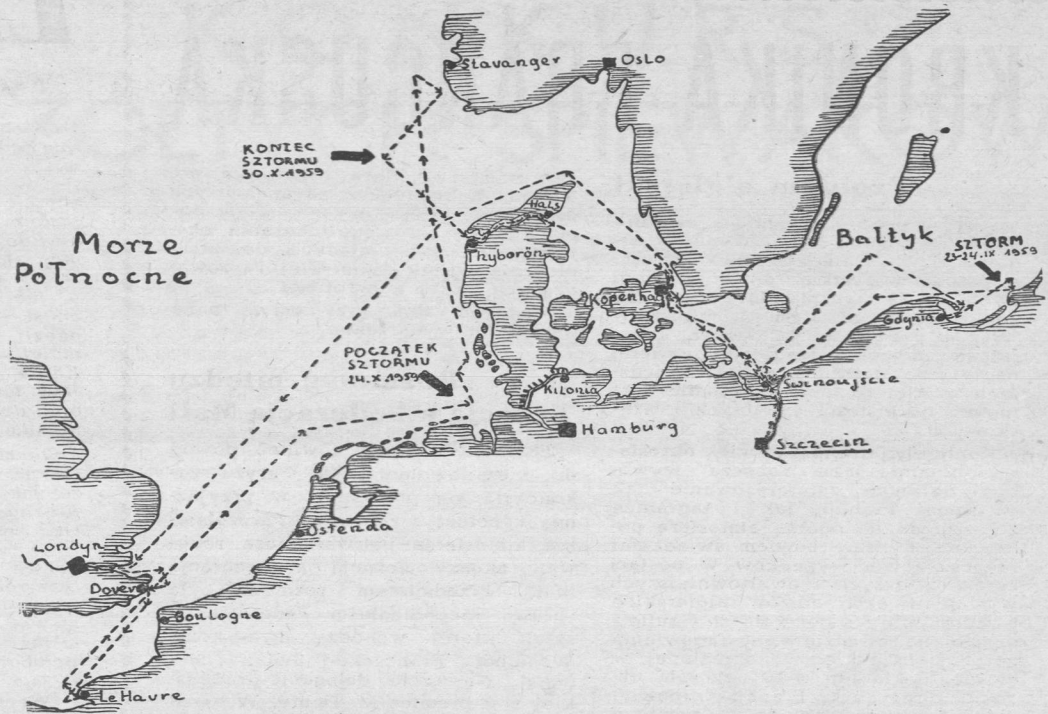 Stavanger
Oslo
KONIEC
SZTORMU
30.X.1959
Morze
Północne
Hals
Thyborön
Bałtyk
SZTORM
23-24.IX 1959
Kopenhaga
Gdynia
POCZĄTEK
SZTORMU
24.X.1959
Kilonia
Świnoujście
Hamburg
Szczecin
Ostenda
Londyn
Dover
Boulogne
Le Havre